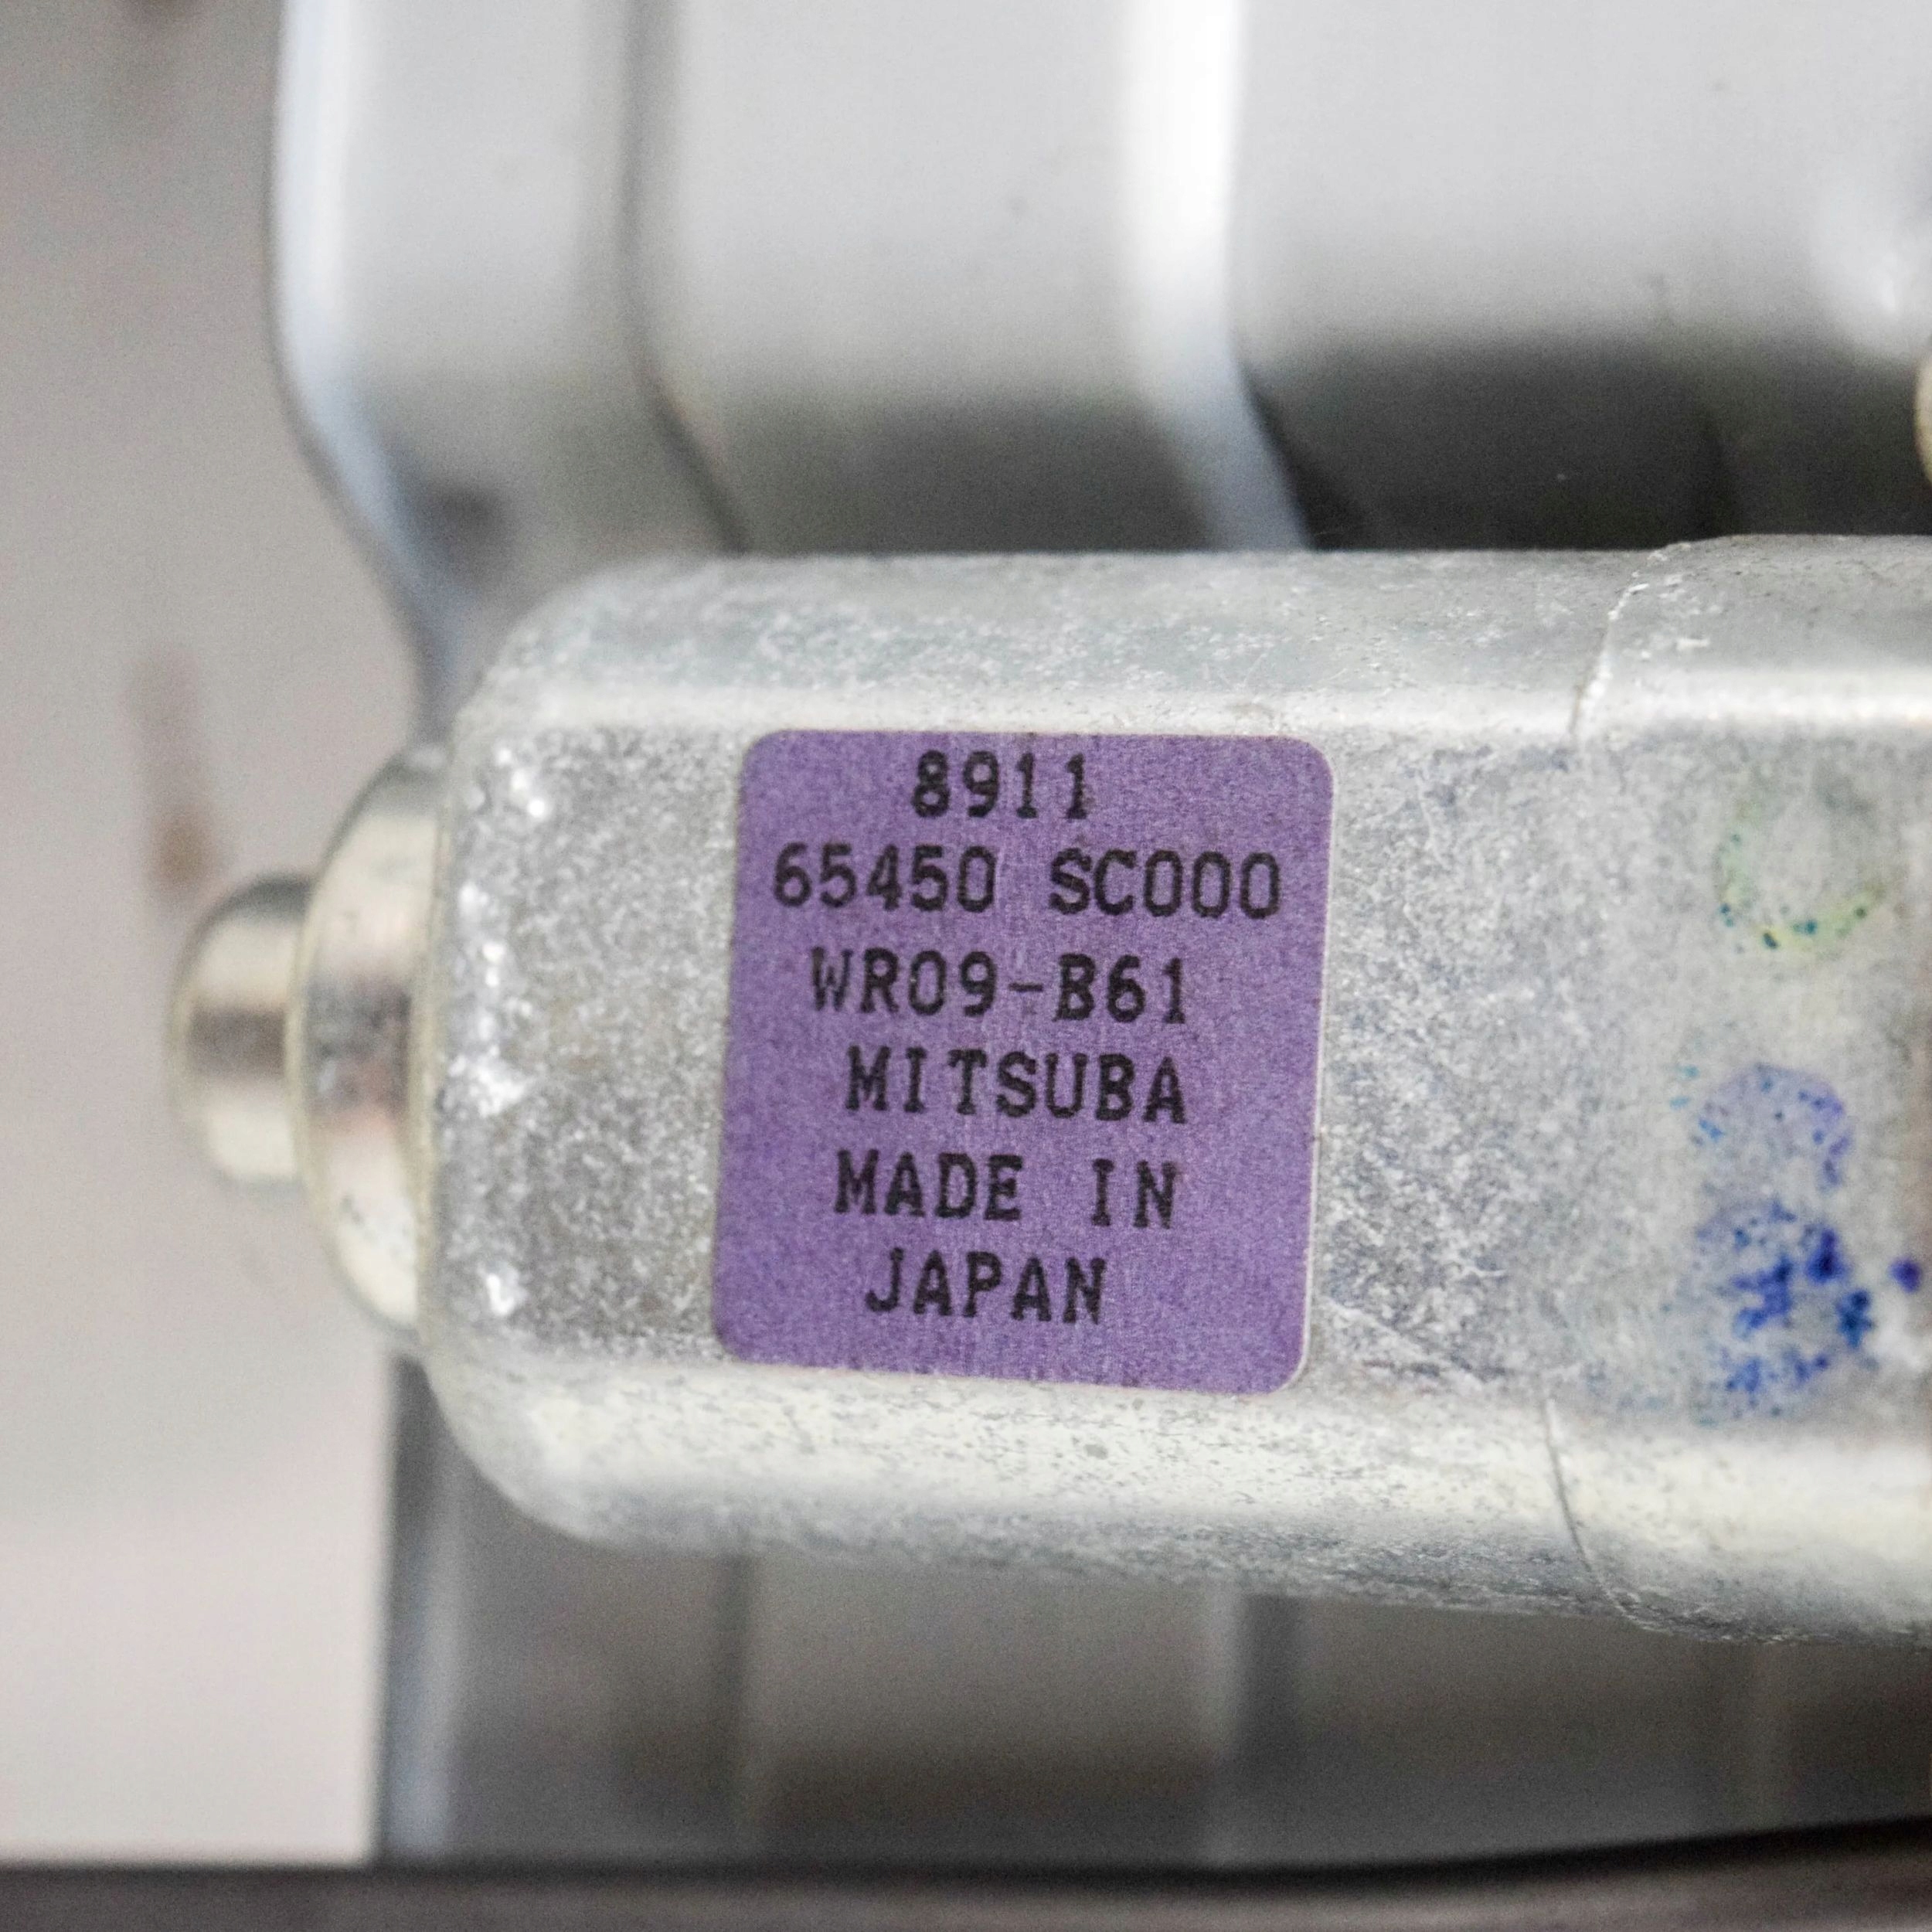 8911
65450 SC000
WR09-B61
MITSUBA
MADE IN
JAPAN